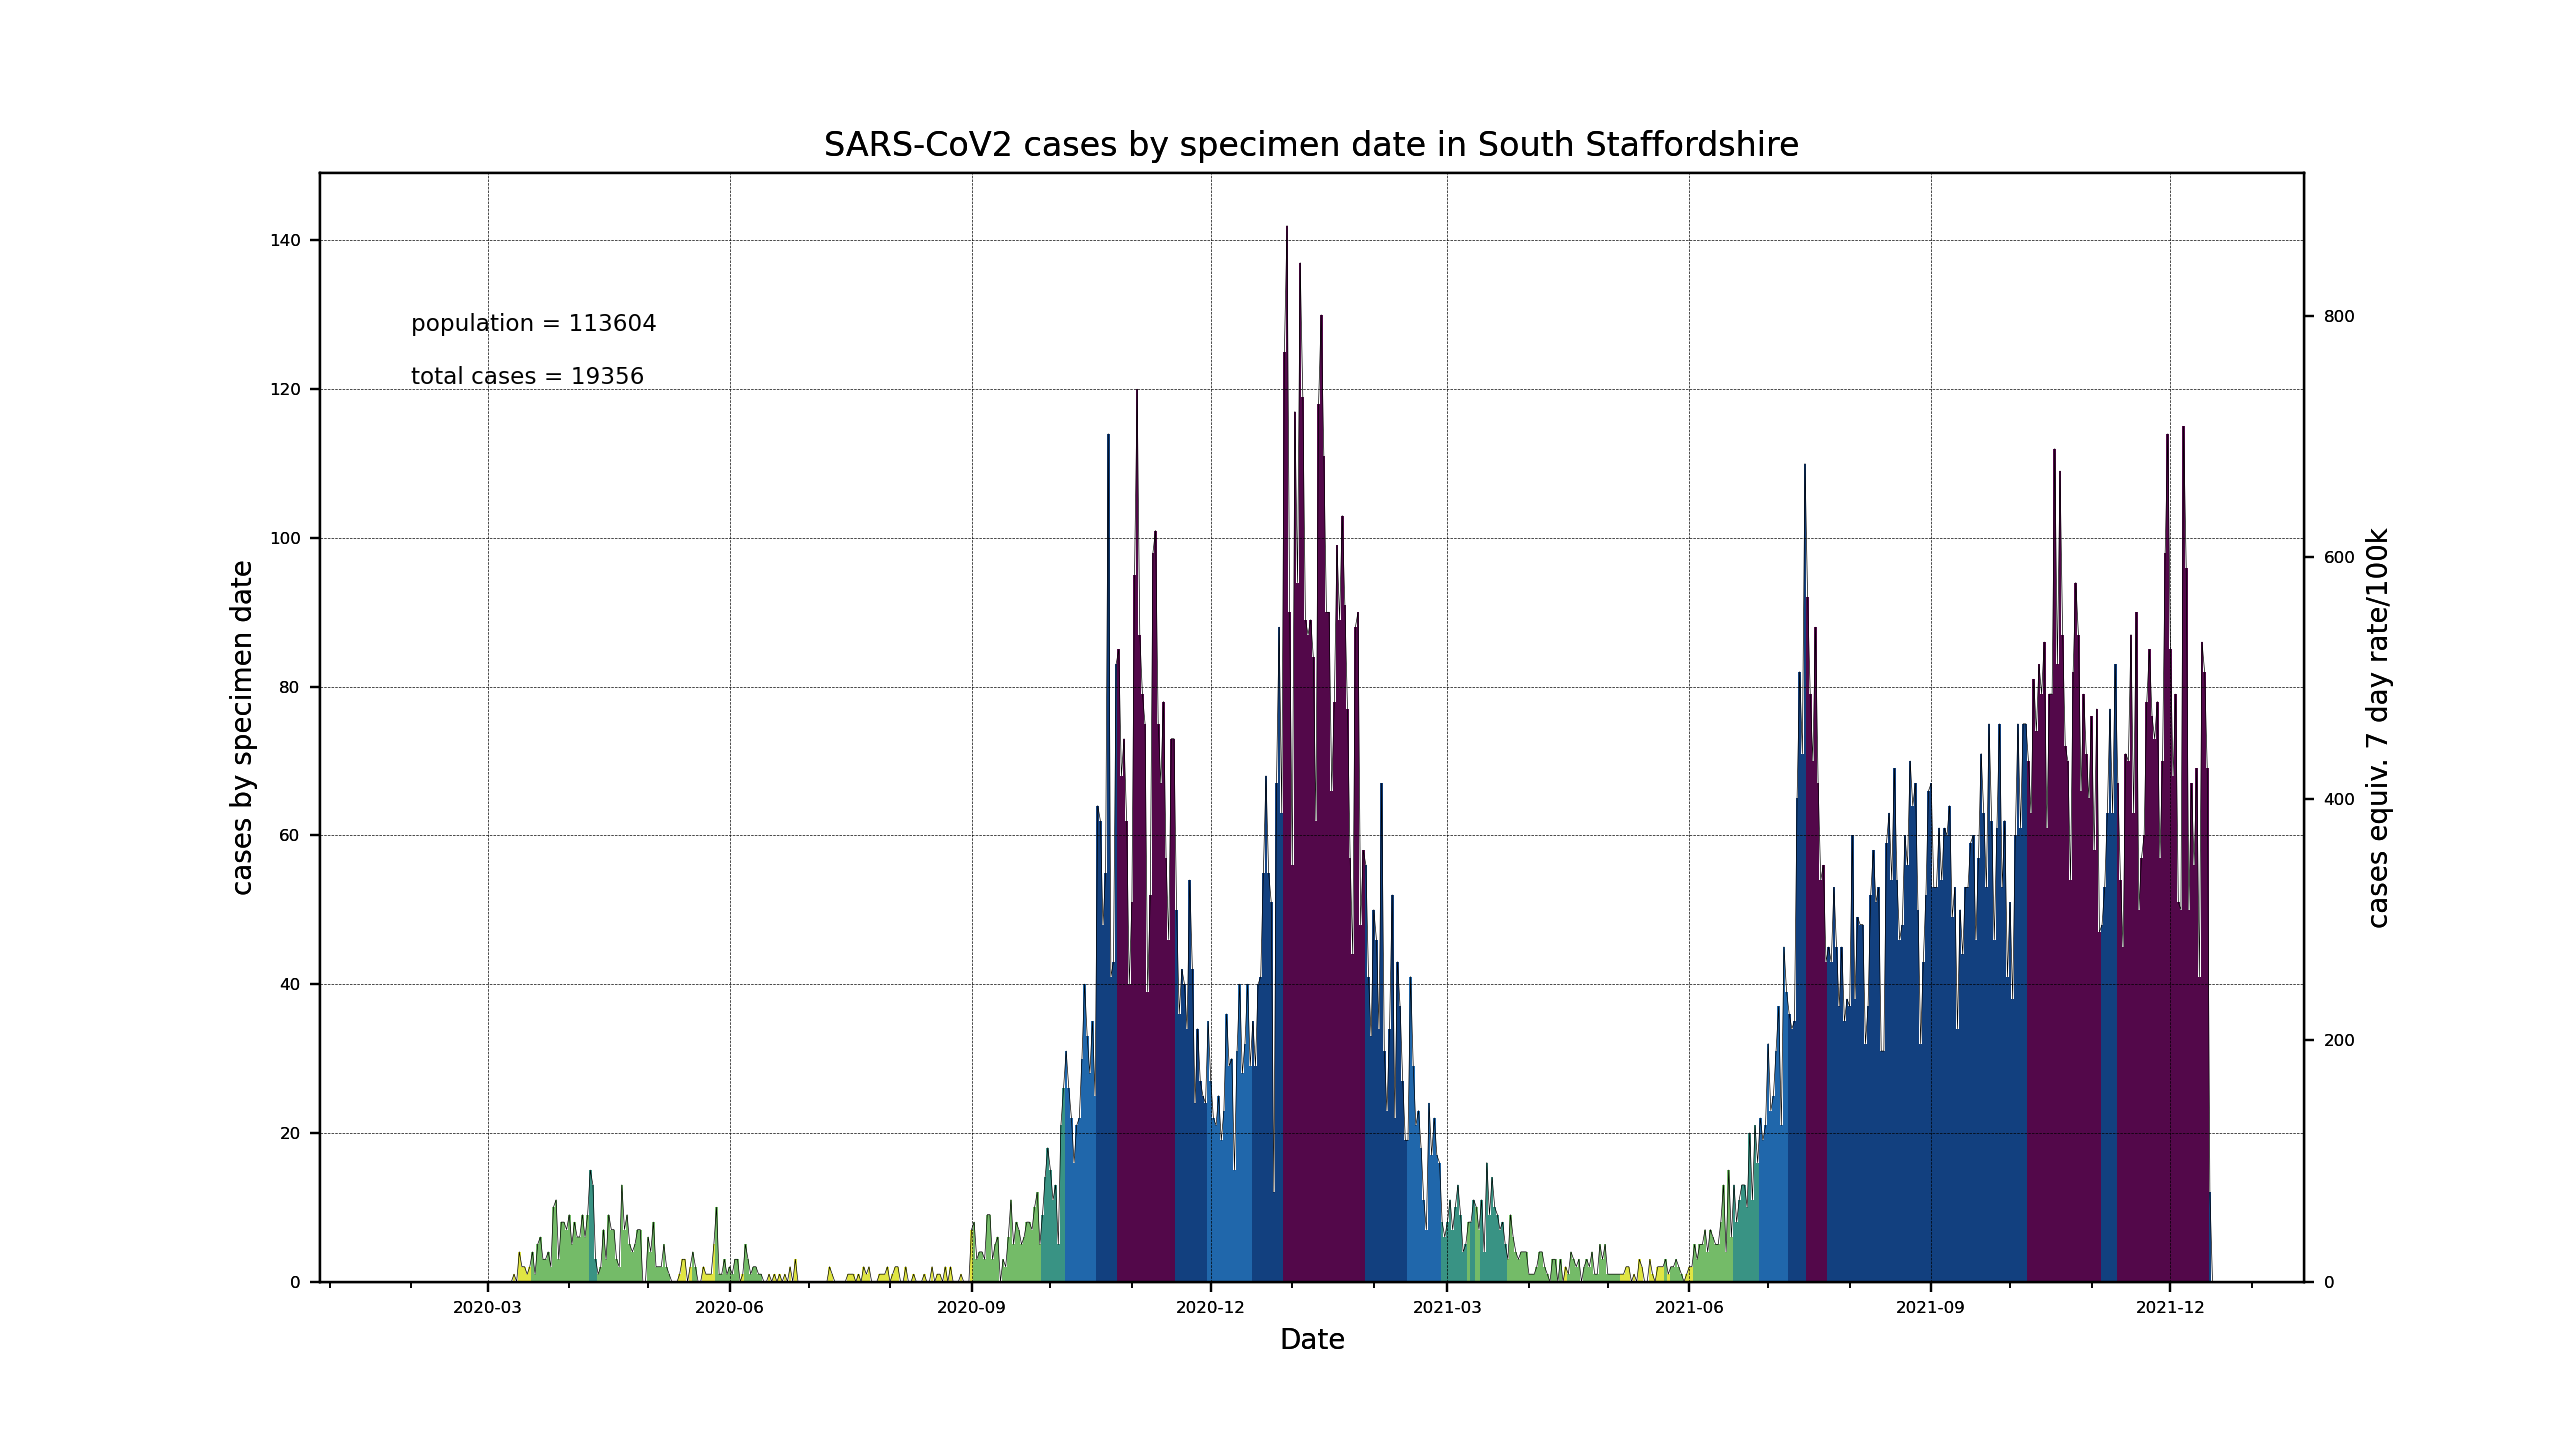 SARS-CoV2 cases by specimen date in South Staffordshire
population = 113604
total cases = 19356
cases by specimen date
140
120
100
80
60
40
20
0
800
600
400
200
0
cases equiv. 7 day rate/100k
2020-03 2020-06 2020-09 2020-12 2021-03 2021-06 2021-09 2021-12
Date